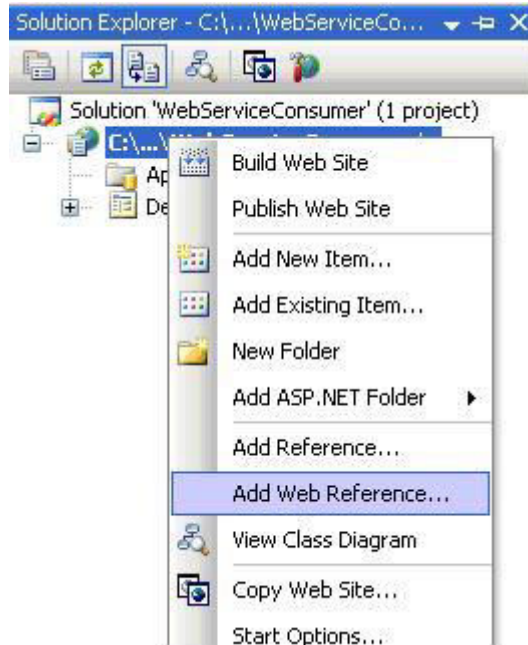 Solution Explorer - C:\...\WebServiceCo...
Solution 'WebServiceConsumer' (1 project)
C:\...\
Ap
De
Build Web Site
Publish Web Site
Add New Item...
Add Existing Item...
New Folder
Add ASP.NET Folder
Add Reference...
Add Web Reference...
View Class Diagram
Copy Web Site...
Start Options...